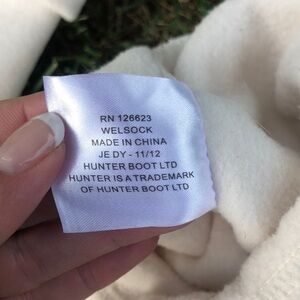 RN 126623
WELSOCK
MADE IN CHINA
JE DY - 11/12
HUNTER BOOT LTD
HUNTER IS A TRADEMARK
OF HUNTER BOOT LTD